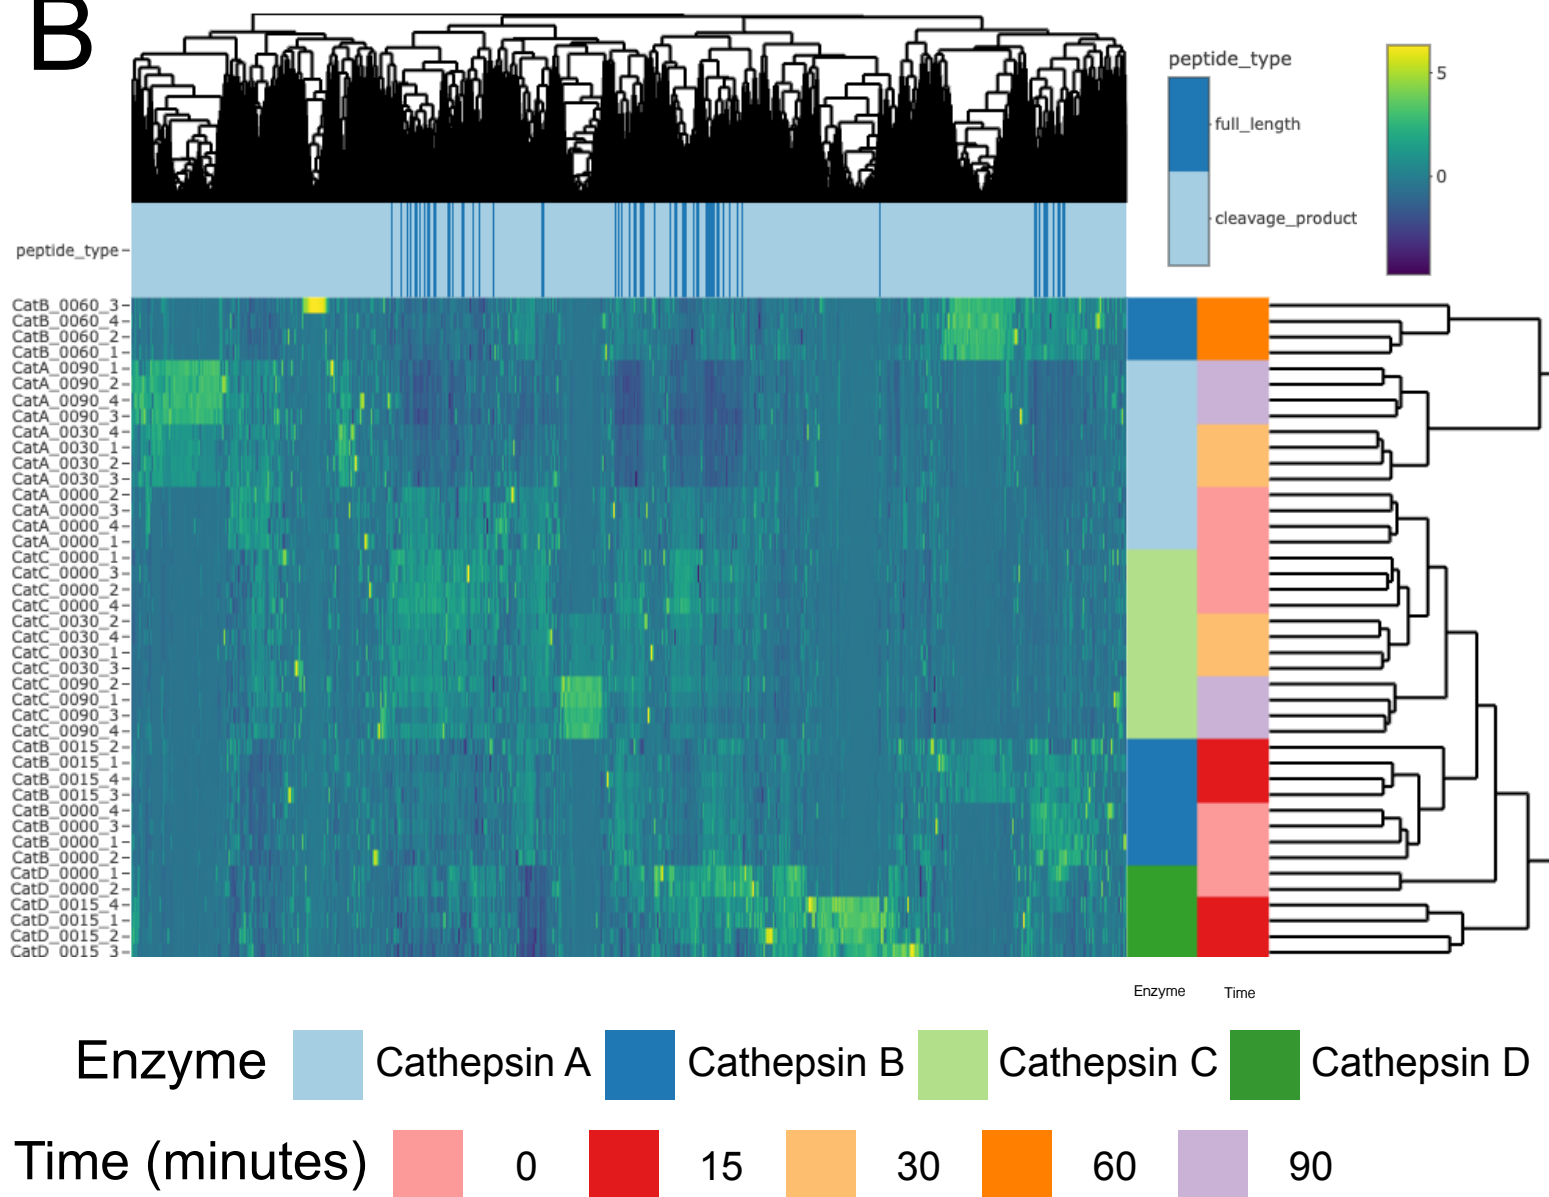 B
peptide_type
full_length
cleavage_product
5
0
peptide_type
CatB_0060_3
CatB_0060_4
CatB_0060_2
CatB_0060_1
CatA_0090_1
CatA_0090_2
CatA_0090_4
CatA_0090_3
CatA_0030_4
CatA_0030_1
CatA_0030_2
CatA_0030_3
CatA_0000_2
CatA_0000_3
CatA_0000_4
CatA_0000_1
CatC_0000_1
CatC_0000_3
CatC_0000_2
CatC_0000_4
CatC_0030_2
CatC_0030_4
CatC_0030_1
CatC_0030_3
CatC_0090_2
CatC_0090_1
CatC_0090_3
CatC_0090_4
CatB_0015_2
CatB_0015_1
CatB_0015_4
CatB_0015_3
CatB_0000_4
CatB_0000_3
CatB_0000_1
CatB_0000_2
CatD_0000_1
CatD_0000_2
CatD_0015_4
CatD_0015_1
CatD_0015_2
CatD_0015_3
Enzyme Time
Enzyme Cathepsin A Cathepsin B Cathepsin C Cathepsin D
Time (minutes) 0 15 30 60 90